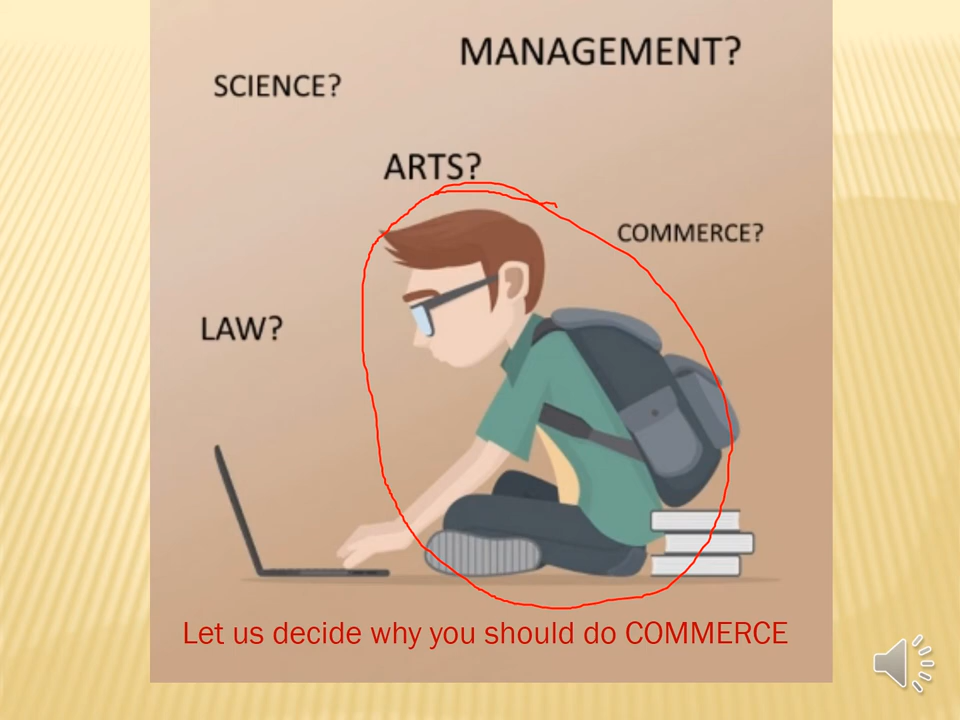 MANAGEMENT?
SCIENCE?
ARTS?
COMMERCE?
LAW?
Let us decide why you should do COMMERCE